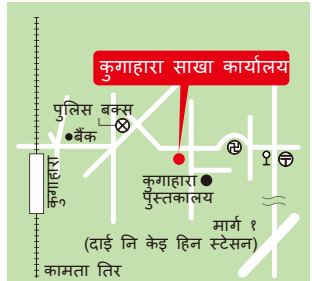 कुगाहारा साखा कार्यालय
पुलिस बक्स
बैंक
कुगाहारा
कुगाहारा
पुस्तकालय
मार्ग १
(दाई नि केइ हिन स्टेसन)
कामता तिर